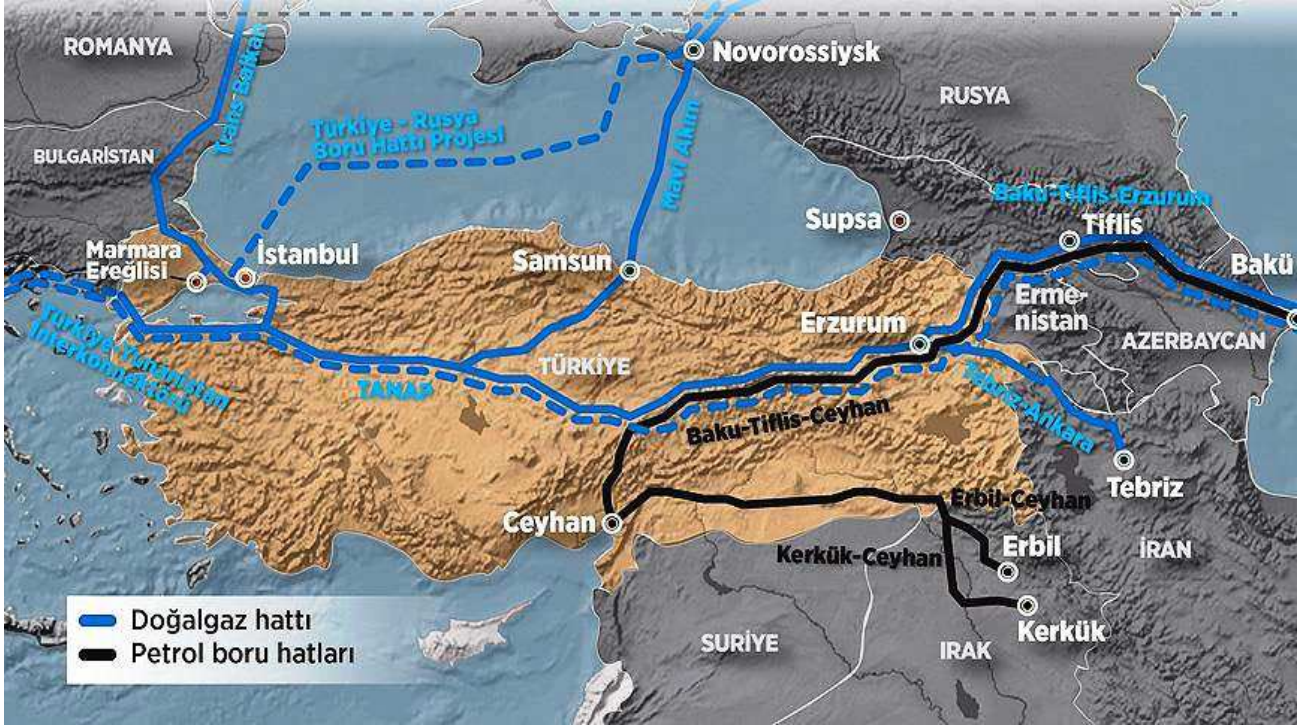 ROMANYA
Trans Balkan
Novorossiysk
RUSYA
Türkiye - Rusya
Boru Hattı Projesi
BULGARİSTAN
Mavi Akım
Baku-Tiflis-Erzurum
Supsa
Tiflis
Marmara
Ereğlisi
İstanbul
Samsun
Bakü
Erme-
nistan
Erzurum
AZERBAYCAN
Türkiye-Yunanistan
İnterkonnektörü
TÜRKİYE
TANAP
Tebriz-Ankara
Baku-Tiflis-Ceyhan
Tebriz
Erbil-Ceyhan
Ceyhan
Kerkük-Ceyhan
Erbil
İRAN
Doğalgaz hattı
Petrol boru hatları
Kerkük
SURİYE
IRAK